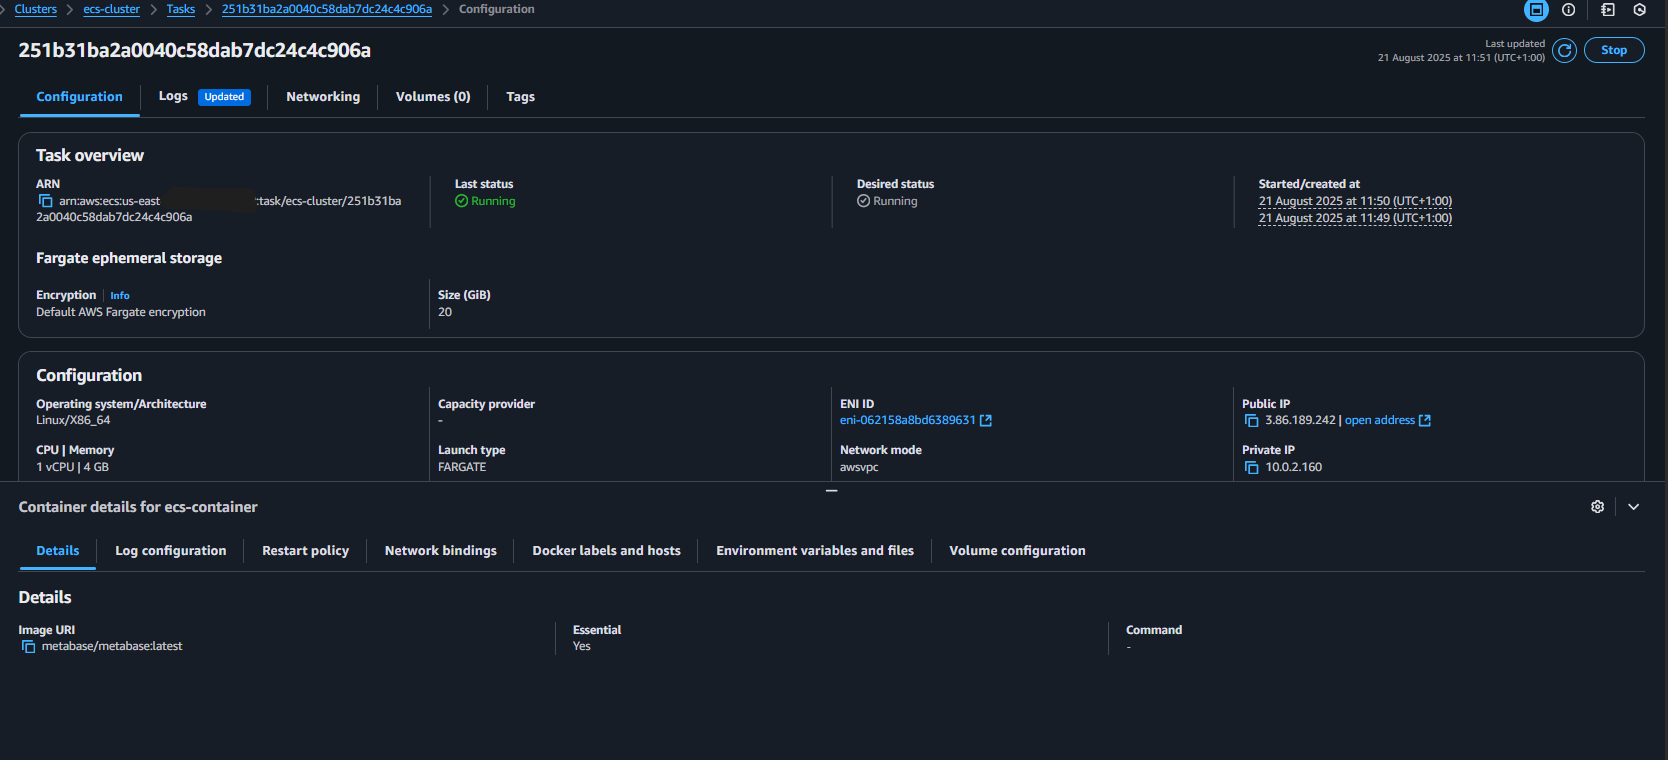 Clusters > ecs-cluster > Tasks > 251b31ba2a0040c58dab7dc24c4c906a > Configuration
251b31ba2a0040c58dab7dc24c4c906a
Last updated
21 August 2025 at 11:51 (UTC+1:00)
Stop
Configuration Logs Updated Networking Volumes (0) Tags
Task overview
ARN Last status Desired status Started/created at
arn:aws:ecs:us-east :task/ecs-cluster/251b31ba Running Running 21 August 2025 at 11:50 (UTC+1:00)
2a0040c58dab7dc24c4c906a 21 August 2025 at 11:49 (UTC+1:00)
Fargate ephemeral storage
Encryption Info Size (GiB)
Default AWS Fargate encryption 20
Configuration
Operating system/Architecture Capacity provider ENI ID Public IP
Linux/X86_64 - eni-062158a8bd6389631 3.86.189.242 | open address
CPU | Memory Launch type Network mode Private IP
1 vCPU | 4 GB FARGATE awsvpc 10.0.2.160
Container details for ecs-container
Details Log configuration Restart policy Network bindings Docker labels and hosts Environment variables and files Volume configuration
Details
Image URI Essential Command
metabase/metabase:latest Yes -